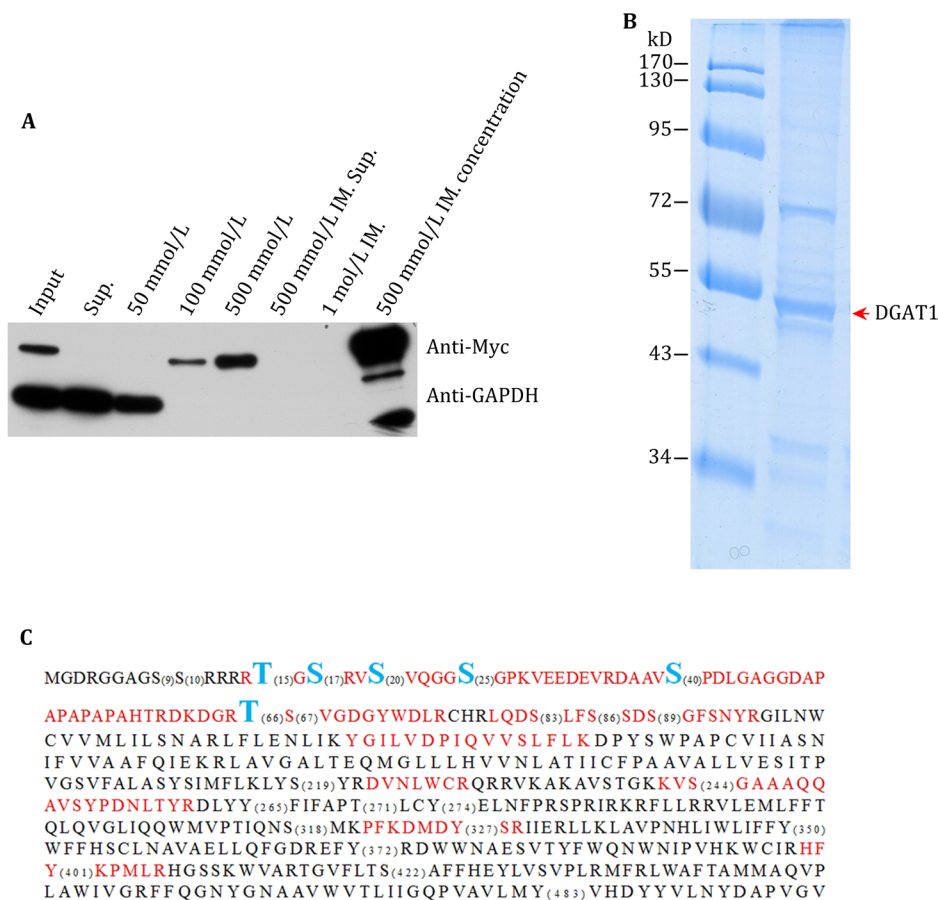 A
Input
Sup.
50 mmol/L
100 mmol/L
500 mmol/L
500 mmol/L IM. Sup.
1 mol/L IM.
500 mmol/L IM. concentration
Anti-Myc
Anti-GAPDH
B
kD
170
130
95
72
55
43
34
DGAT1
C
MGDRGGAGS(9)S(10)RRRRT(15)GS(17)RVS(20)VQGGS(25)GPKVEEDEVRDAAVS(40)PDLGAGGDAP
APAPAPAHTRDKDGRT(66)S(67)VGDGYWDLRCHRLQDS(83)LFS(86)SDS(89)GFSNYRGILNW
CVVMLILSNARLFLENLIKYGILVDPIQVVSLFLKDPYSWPAPCVIIASN
IFVVAAFQIEKRLAVGALTEQMGLLLHVVNLATIICFPAAVALLVESITP
VGSVFALASYSIMFLKLYS(219)YRDVNLWCRQRRVKAKAVSTGKKVS(244)GAAAQQ
AVSYPDNLTYRDLYY(265)FIFAPT(271)LCY(274)ELNFPRSPRIRKRFLLRRVLEMLFFT
QLQVGLIQQWMVPTIQNS(318)MKPFKDMDY(327)SRIIERLLKLAVPNHLIWLIFFY(350)
WFFHSCLNAVAELLQFGDREFY(372)RDWWNAESVTYFWQNWNIPVHKWCIRHF
Y(401)KPMLRHGSSKWVARTGVFLTS(422)AFFHEYLVSVPLRMFRLWAFTAMMAQVP
LAWIVGRFFQGNYGNAAVWVTLIIGQPVAVLMY(483)VHDYYVLNYDAPVGV